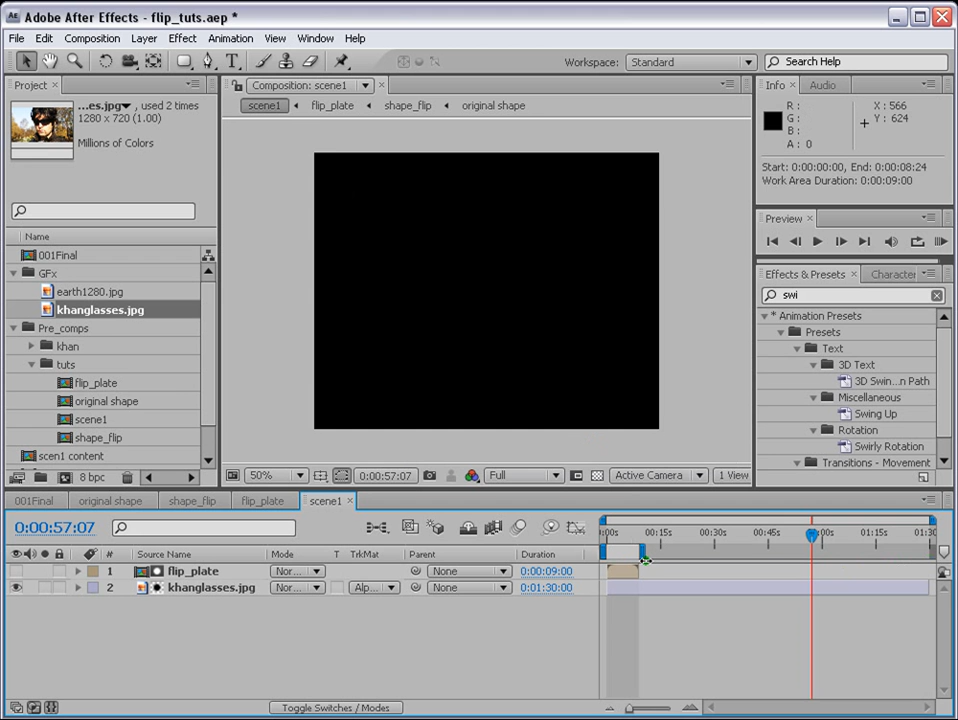 Adobe After Effects - flip_tuts.aep *
File Edit Composition Layer Effect Animation View Window Help
Workspace: Standard
Search Help
Project
...es.jpg, used 2 times
1280 x 720 (1.00)
Millions of Colors
Name
001Final
GFx
earth1280.jpg
khanglasses.jpg
Pre_comps
khan
tuts
flip_plate
original shape
scene1
shape_flip
scen1 content
8 bpc
Composition: scene1
scene1 flip_plate shape_flip original shape
50% 0:00:57:07 Full Active Camera 1 View
Info Audio
R: X: 566
G: Y: 624
B:
A: 0
Start: 0:00:00:00, End: 0:00:08:24
Work Area Duration: 0:00:09:00
Preview
Effects & Presets Character
swi
* Animation Presets
Presets
Text
3D Text
3D Swin...n Path
Miscellaneous
Swing Up
Rotation
Swirly Rotation
Transitions - Movement
001Final original shape shape_flip flip_plate scene1
0:00:57:07
:00s 00:15s 00:30s 00:45s :00s 01:15s 01:30
# Source Name Mode T TrkMat Parent Duration
1 flip_plate Nor... None 0:00:09:00
2 khanglasses.jpg Nor... Alp... None 0:01:30:00
Toggle Switches / Modes